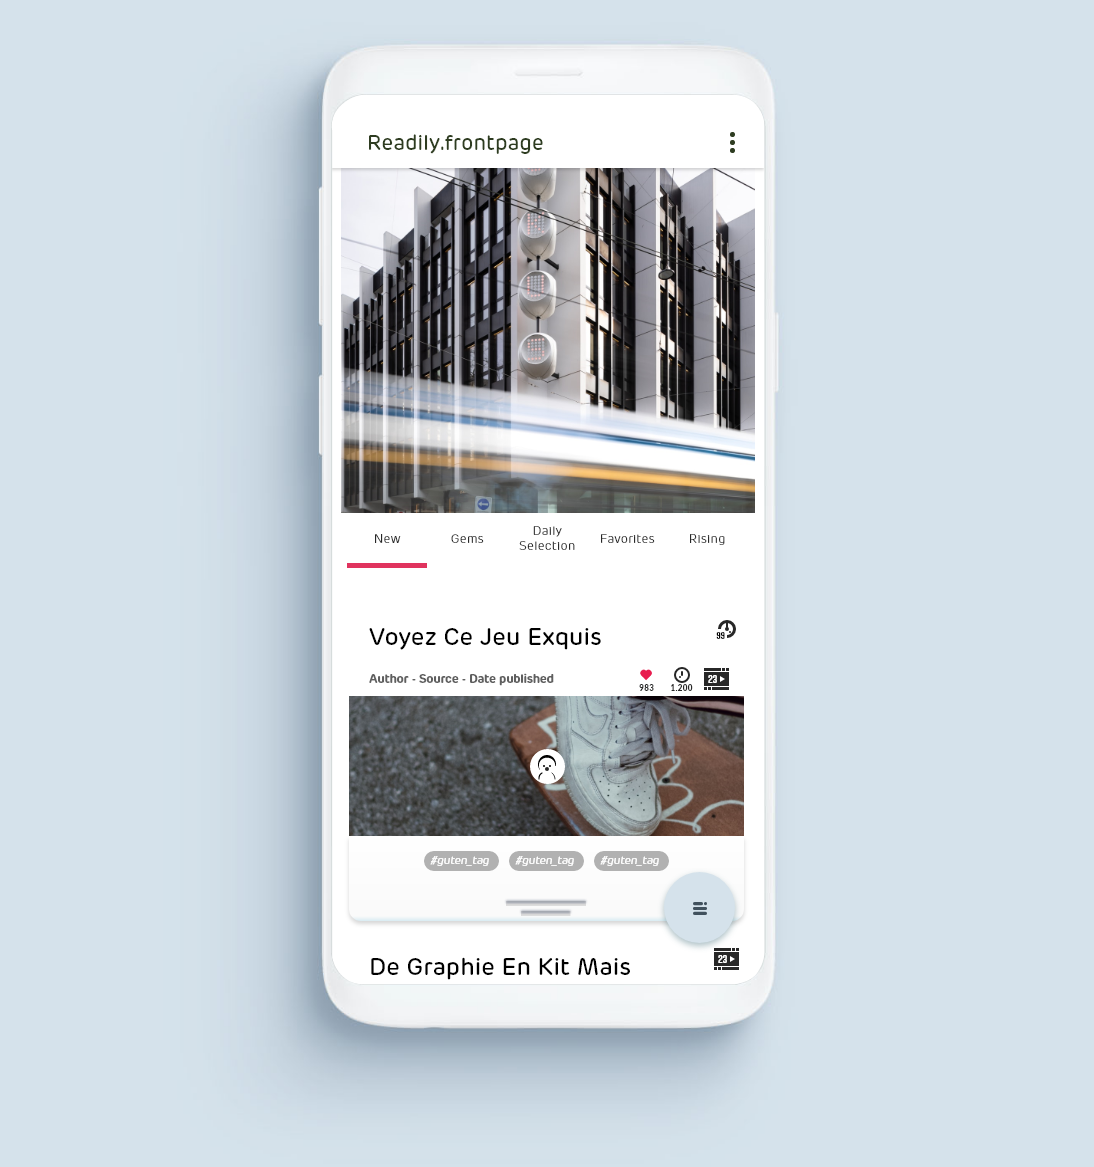 Readily.frontpage
New
Gems
Daily
Selection
Favorites
Rising
Voyez Ce Jeu Exquis
99
Author - Source - Date published
983
1.200
23
#guten_tag
#guten_tag
#guten_tag
De Graphie En Kit Mais
23